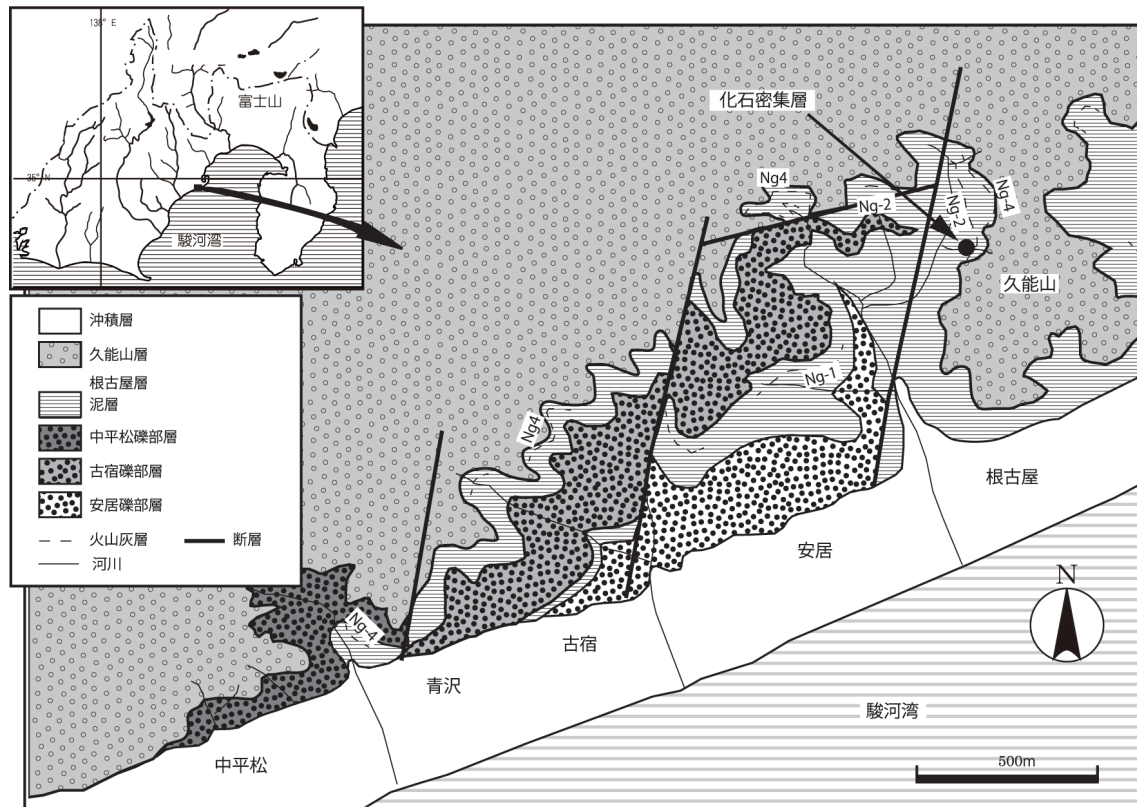 138° E
富士山
35° N
駿河湾
沖積層
久能山層
根古屋層
泥層
中平松礫部層
古宿礫部層
安居礫部層
火山灰層
断層
河川
化石密集層
Ng4
Ng-2
Ng-2
Ng-4
久能山
Ng-1
Ng4
根古屋
安居
Ng-4
古宿
青沢
中平松
N
駿河湾
500m